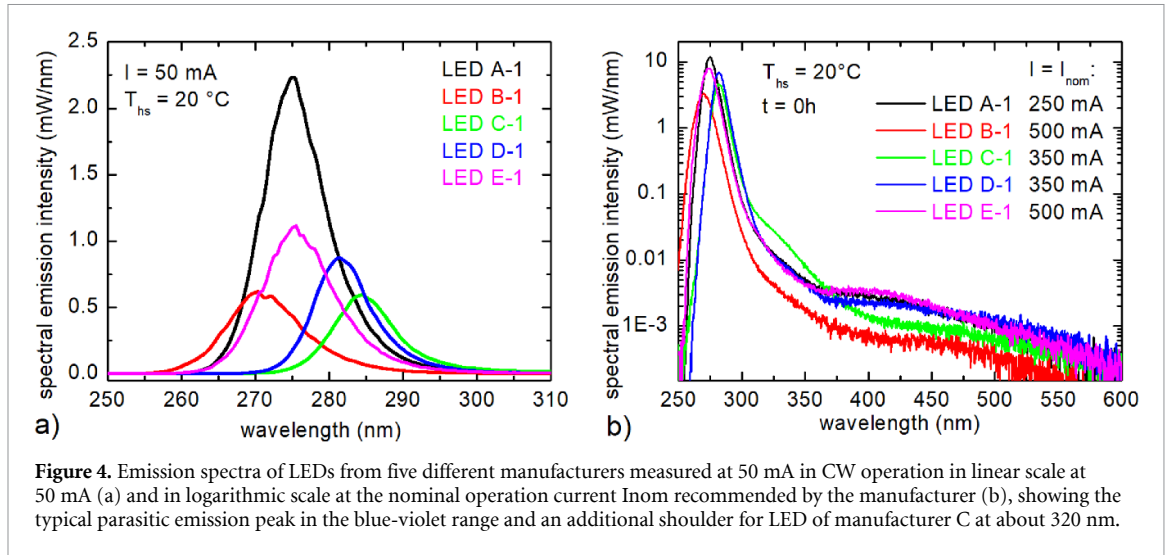 spectral emission intensity (mW/nm)
2.5
2.0
1.5
1.0
0.5
0.0
I = 50 mA
T_hs = 20 °C
LED A-1
LED B-1
LED C-1
LED D-1
LED E-1
250 260 270 280 290 300 310
a)
wavelength (nm)
spectral emission intensity (mW/nm)
10
1
0.1
0.01
1E-3
T_hs = 20°C
t = 0h
I = I_nom:
LED A-1 250 mA
LED B-1 500 mA
LED C-1 350 mA
LED D-1 350 mA
LED E-1 500 mA
250 300 350 400 450 500 550 600
b)
wavelength (nm)
Figure 4. Emission spectra of LEDs from five different manufacturers measured at 50 mA in CW operation in linear scale at
50 mA (a) and in logarithmic scale at the nominal operation current Inom recommended by the manufacturer (b), showing the
typical parasitic emission peak in the blue-violet range and an additional shoulder for LED of manufacturer C at about 320 nm.